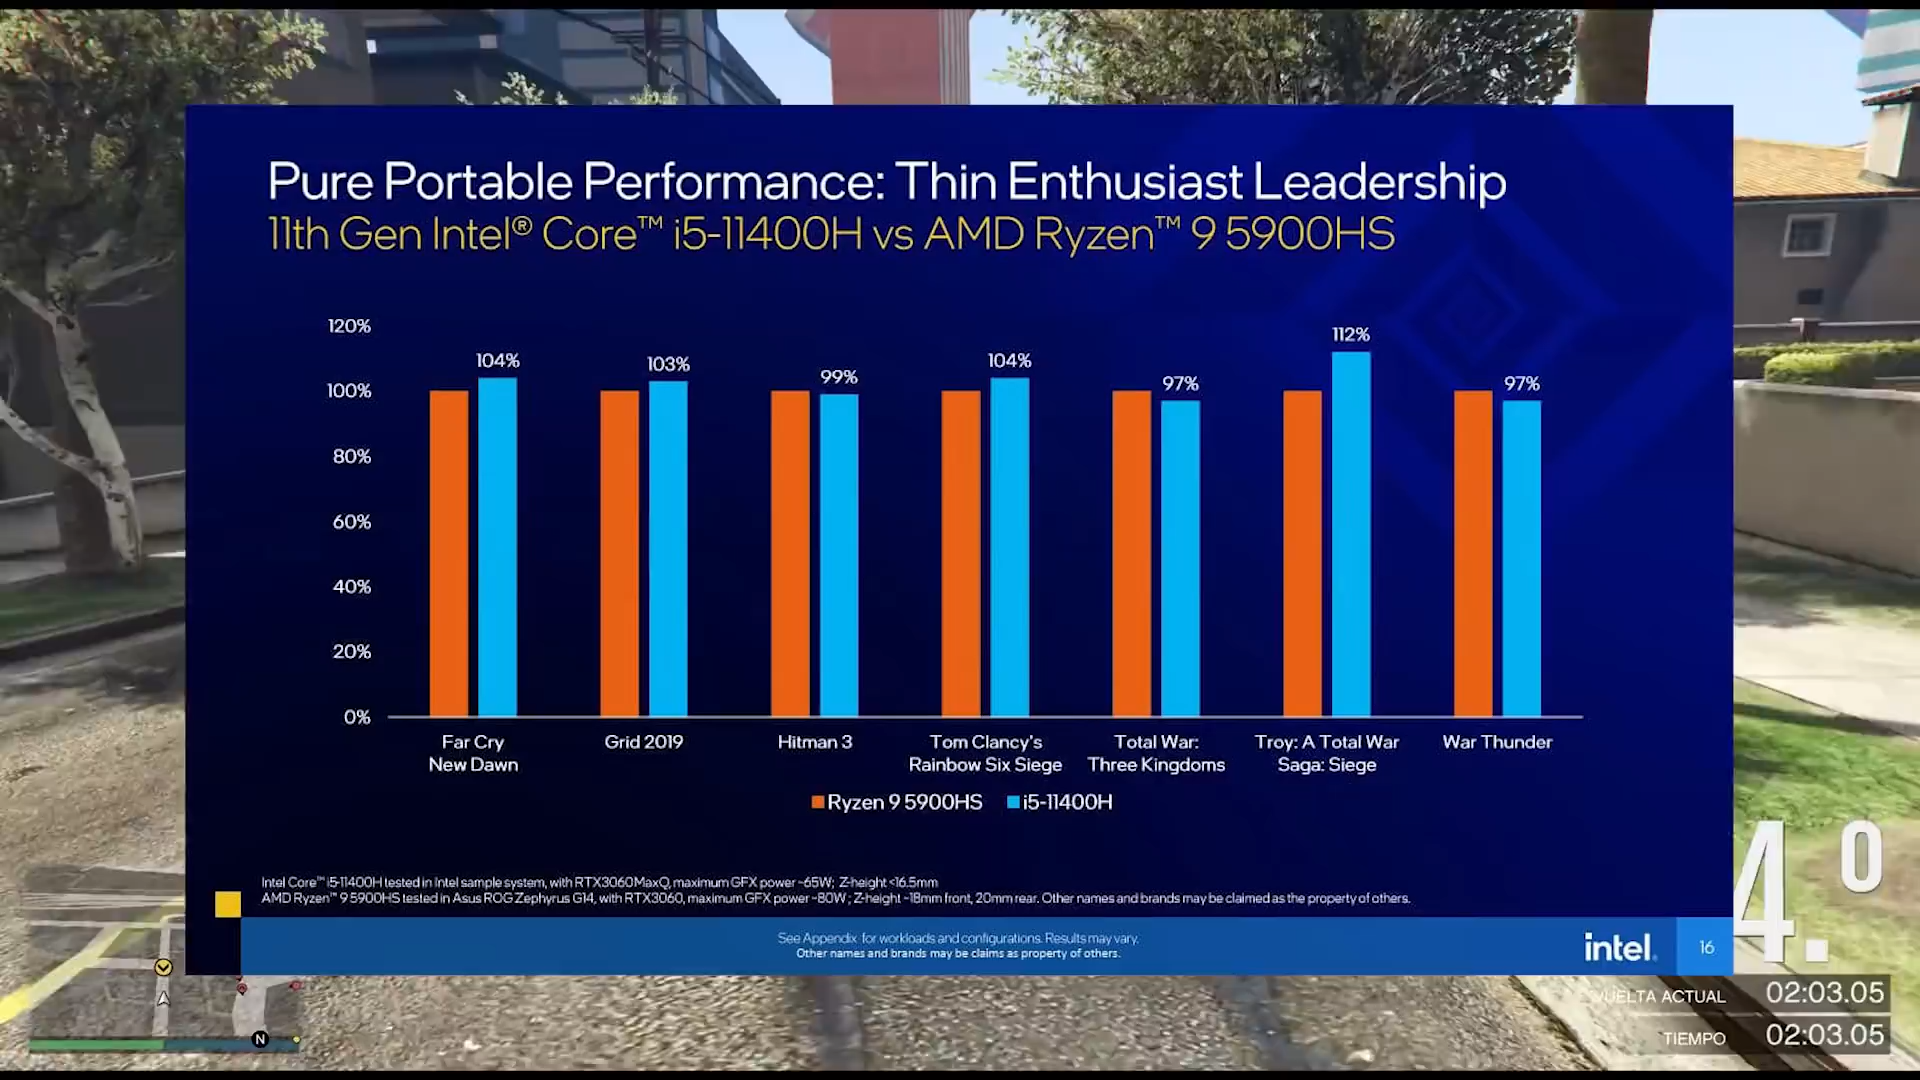 Pure Portable Performance: Thin Enthusiast Leadership
11th Gen Intel® Core™ i5-11400H vs AMD Ryzen™ 9 5900HS
120%
100%
80%
60%
40%
20%
0%
104%
103%
99%
104%
97%
112%
97%
Far Cry
New Dawn
Grid 2019
Hitman 3
Tom Clancy's
Rainbow Six Siege
Total War:
Three Kingdoms
Troy: A Total War
Saga: Siege
War Thunder
Ryzen 9 5900HS
i5-11400H
Intel Core™ i5-11400H tested in Intel sample system, with RTX3060 MaxQ, maximum GFX power ~65W; Z-height <16.5mm
AMD Ryzen™ 9 5900HS tested in Asus ROG Zephyrus G14, with RTX3060, maximum GFX power ~80W; Z-height ~18mm front, 20mm rear. Other names and brands may be claimed as the property of others.
See Appendix for workloads and configurations. Results may vary.
Other names and brands may be claims as property of others.
intel.
16
4.º
VUELTA ACTUAL 02:03.05
TIEMPO 02:03.05
N